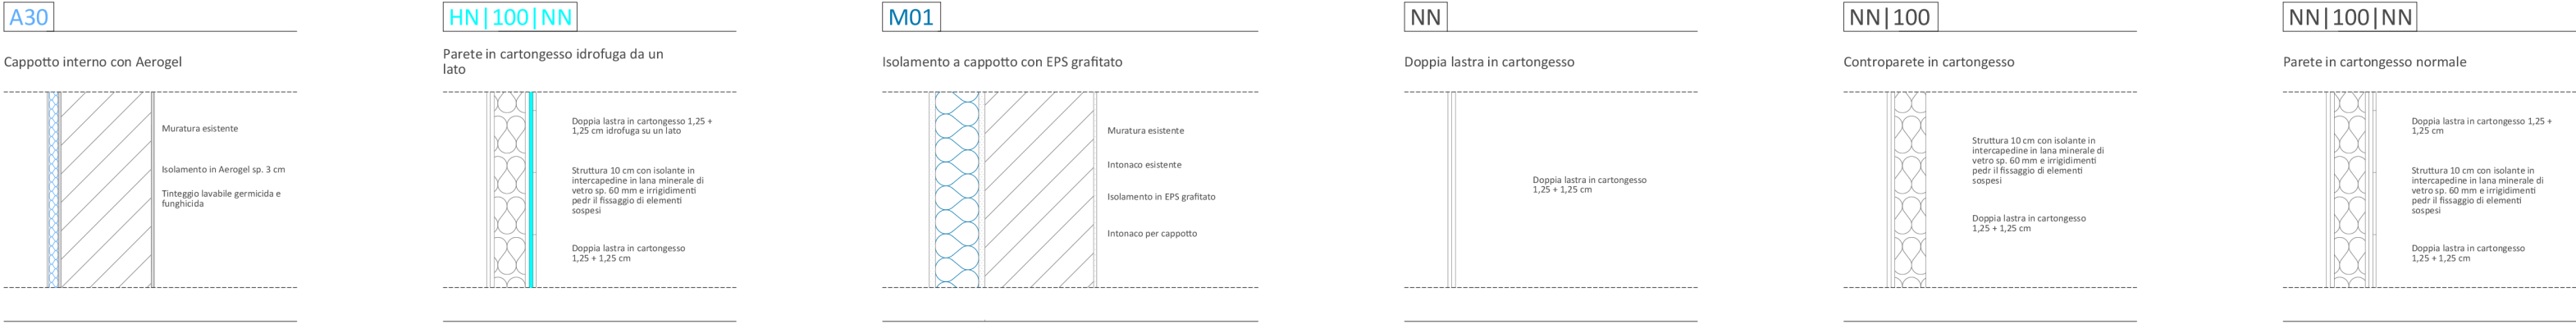 A30
Cappotto interno con Aerogel
Muratura esistente
Isolamento in Aerogel sp. 3 cm
Tinteggio lavabile germicida e
funghicida
HN|100|NN
Parete in cartongesso idrofuga da un
lato
Doppia lastra in cartongesso 1,25 +
1,25 cm idrofuga su un lato
Struttura 10 cm con isolante in
intercapedine in lana minerale di
vetro sp. 60 mm e irrigidimenti
pedr il fissaggio di elementi
sospesi
Doppia lastra in cartongesso
1,25 + 1,25 cm
M01
Isolamento a cappotto con EPS grafitato
Muratura esistente
Intonaco esistente
Isolamento in EPS grafitato
Intonaco per cappotto
NN
Doppia lastra in cartongesso
Doppia lastra in cartongesso
1,25 + 1,25 cm
NN|100
Controparete in cartongesso
Struttura 10 cm con isolante in
intercapedine in lana minerale di
vetro sp. 60 mm e irrigidimenti
pedr il fissaggio di elementi
sospesi
Doppia lastra in cartongesso
1,25 + 1,25 cm
NN|100|NN
Parete in cartongesso normale
Doppia lastra in cartongesso 1,25 +
1,25 cm
Struttura 10 cm con isolante in
intercapedine in lana minerale di
vetro sp. 60 mm e irrigidimenti
pedr il fissaggio di elementi
sospesi
Doppia lastra in cartongesso
1,25 + 1,25 cm